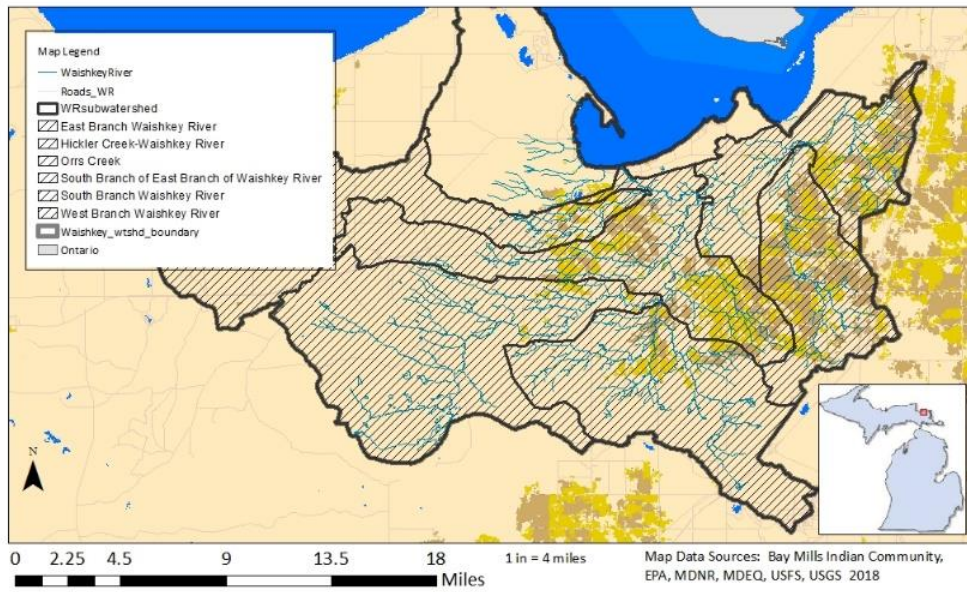 Map Legend
WaishkeyRiver
Roads_WR
WRsubwatershed
East Branch Waishkey River
Hickler Creek-Waishkey River
Orrs Creek
South Branch of East Branch of Waishkey River
South Branch Waishkey River
West Branch Waishkey River
Waishkey_wtshd_boundary
Ontario
N
0 2.25 4.5 9 13.5 18
Miles
1 in = 4 miles
Map Data Sources: Bay Mills Indian Community,
EPA, MDNR, MDEQ, USFS, USGS 2018